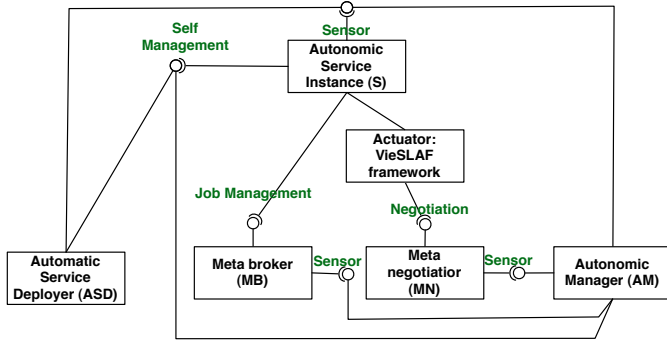 Self
Management
Sensor
Autonomic
Service
Instance (S)
Actuator:
VieSLAF
framework
Job Management
Negotiation
Automatic
Service
Deployer (ASD)
Meta broker
(MB)
Sensor
Meta
negotiatior
(MN)
Sensor
Autonomic
Manager (AM)